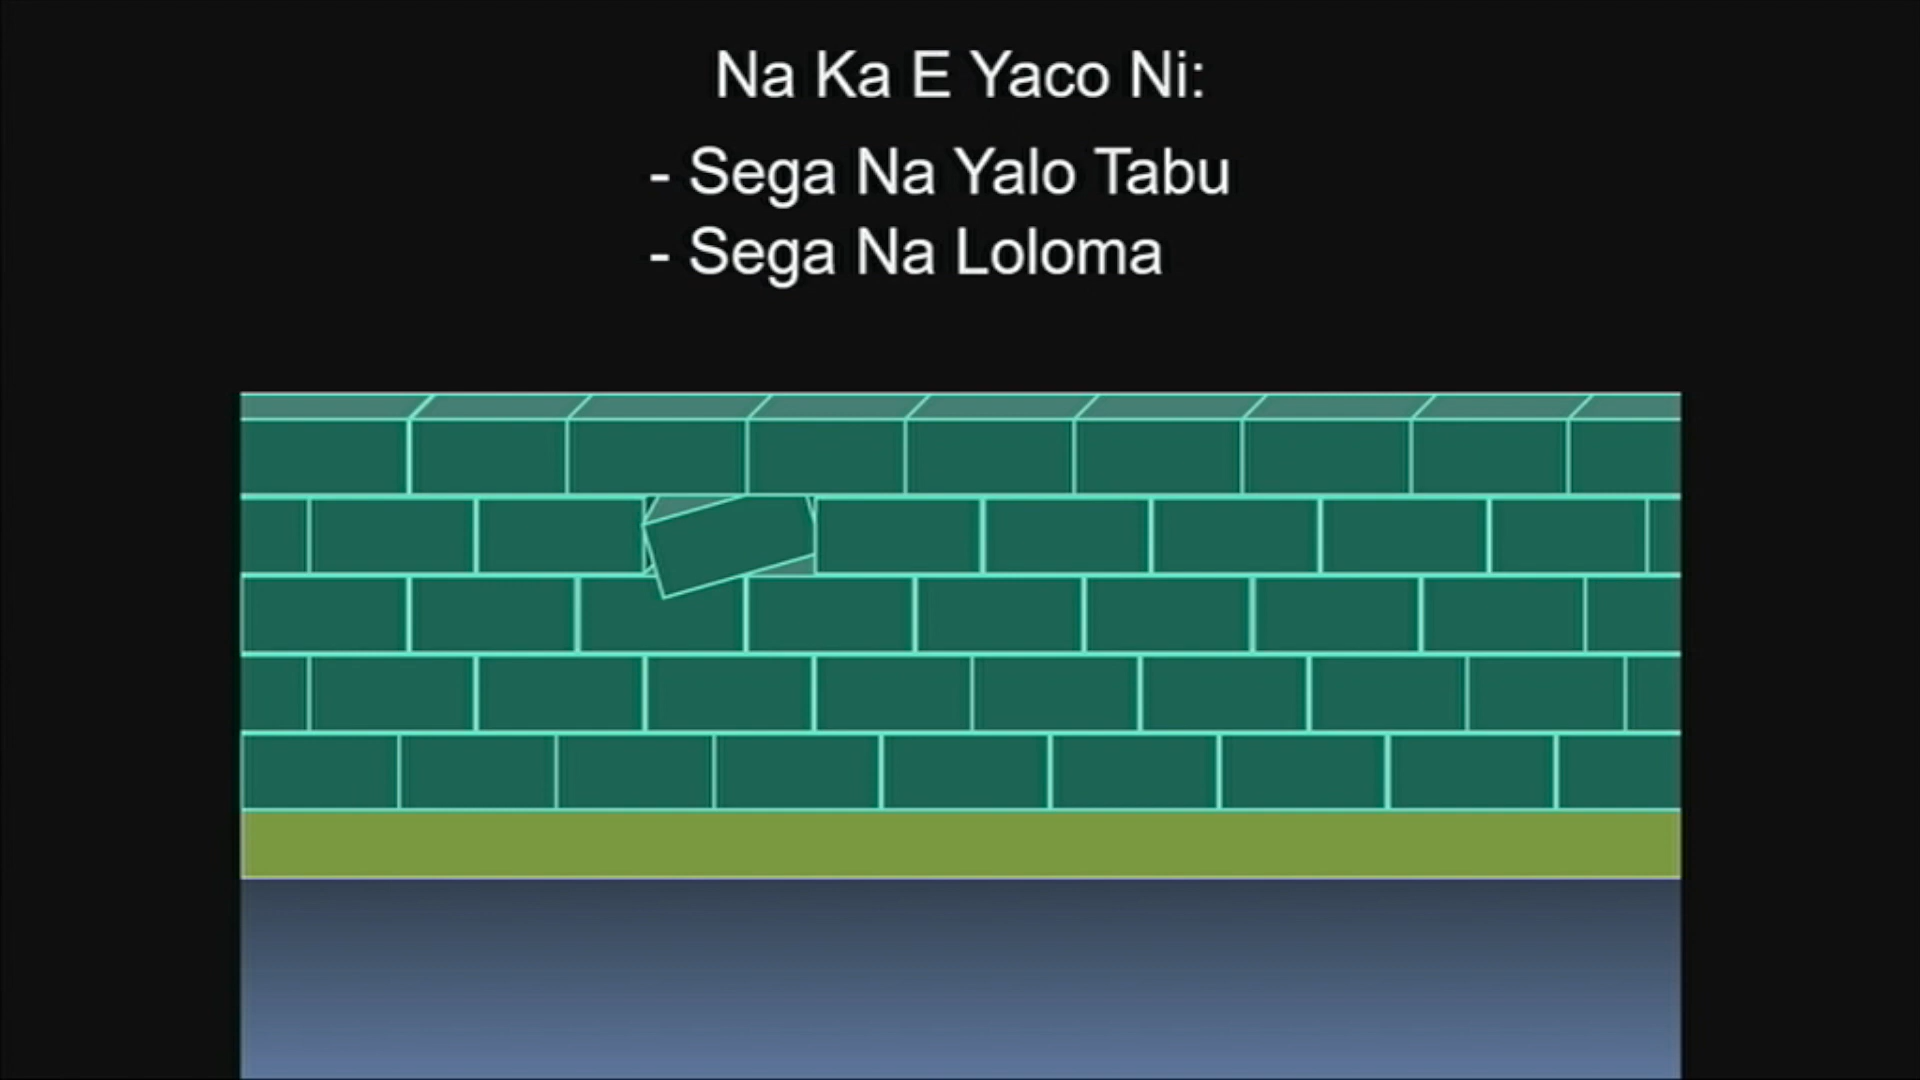 Na Ka E Yaco Ni:
- Sega Na Yalo Tabu
- Sega Na Loloma